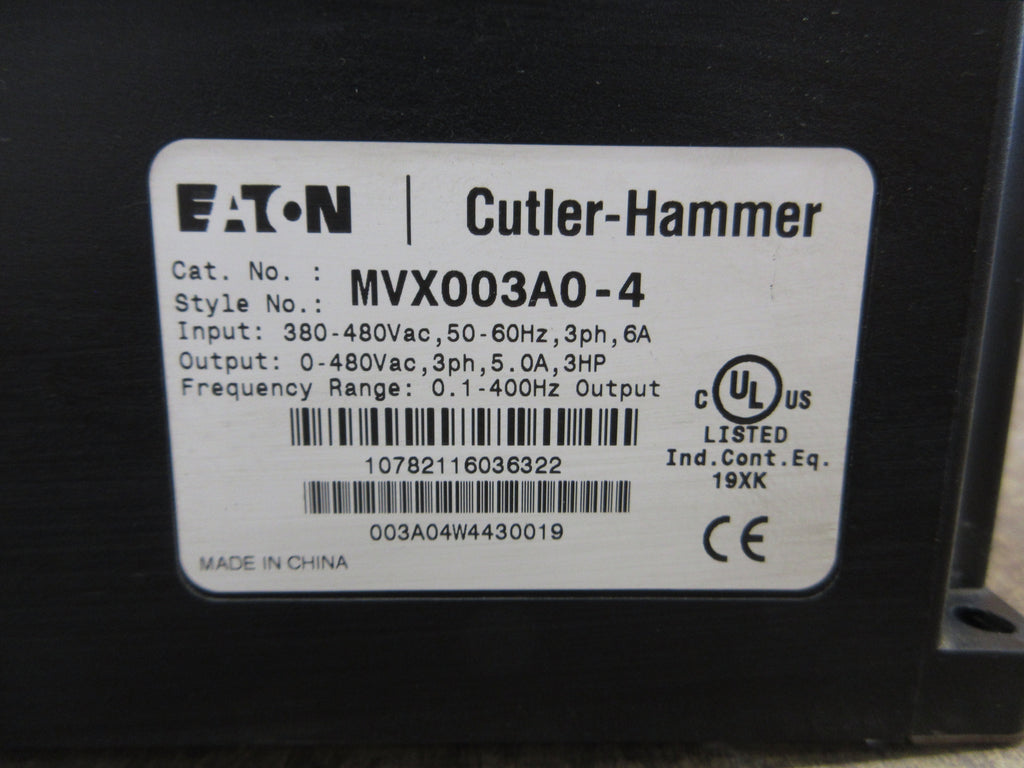 EATON | Cutler-Hammer
Cat. No. :
Style No.: MVX003A0-4
Input: 380-480Vac,50-60Hz,3ph,6A
Output: 0-480Vac,3ph,5.0A,3HP
Frequency Range: 0.1-400Hz Output
C UL US
LISTED
Ind.Cont.Eq.
19XK
10782116036322
003A04W4430019
CE
MADE IN CHINA